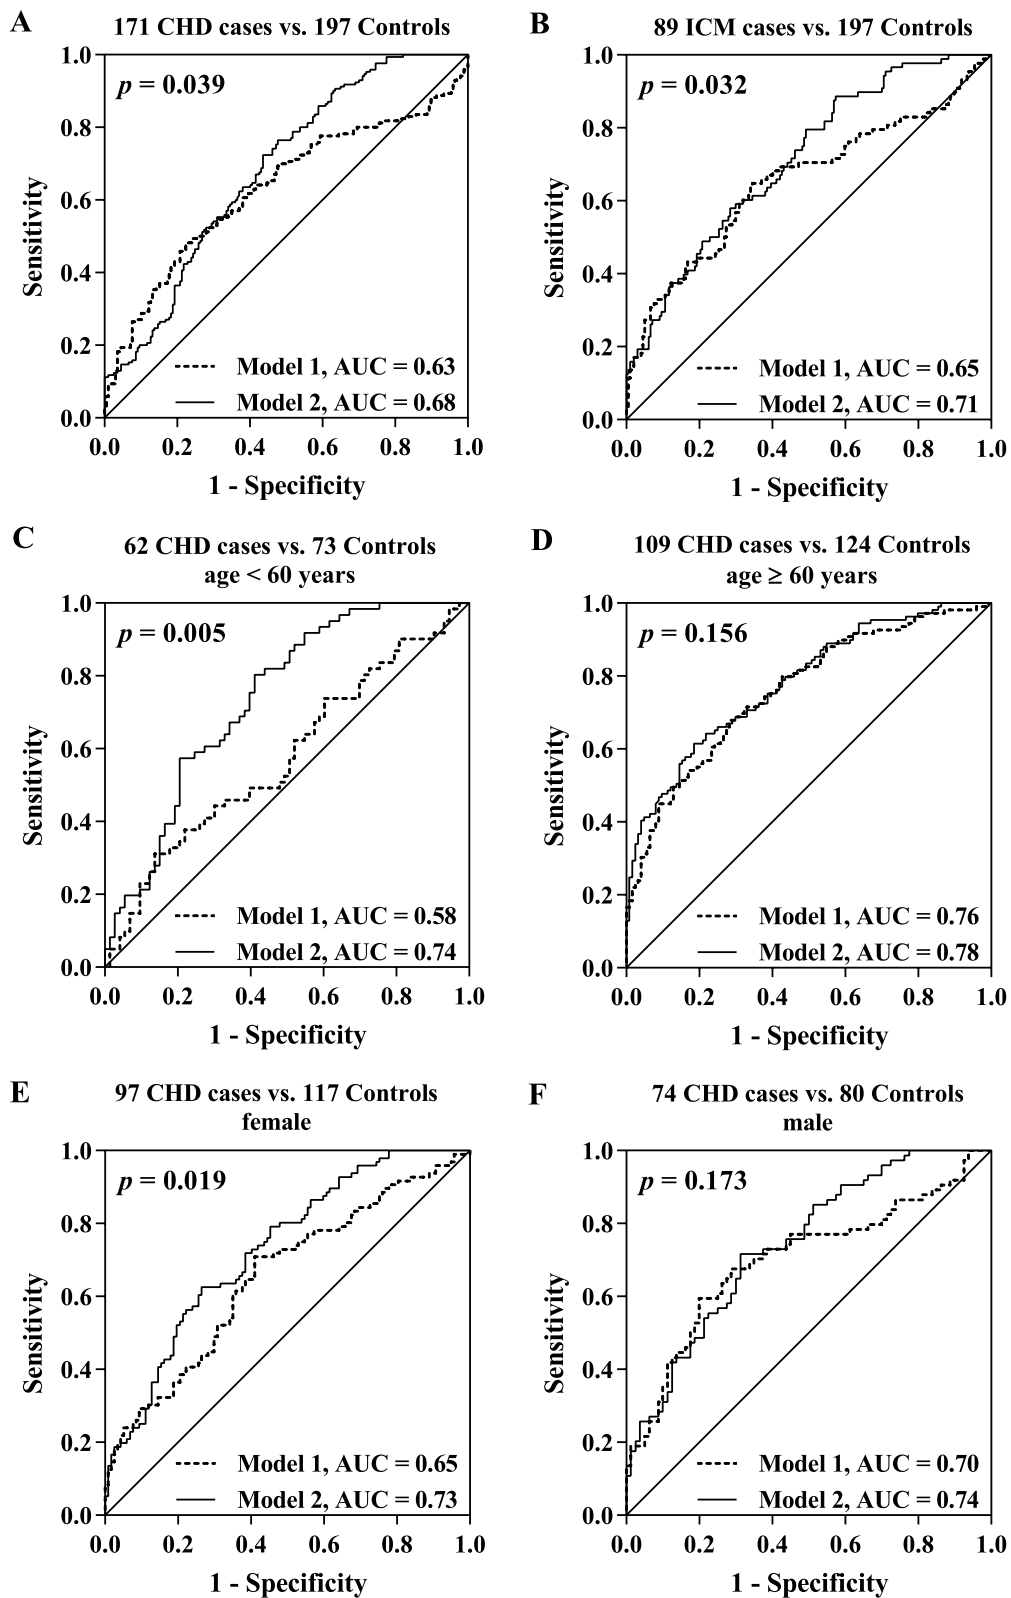 A
171 CHD cases vs. 197 Controls
p = 0.039
1.0
0.8
0.6
0.4
0.2
0.0
Sensitivity
Model 1, AUC = 0.63
Model 2, AUC = 0.68
0.0 0.2 0.4 0.6 0.8 1.0
1 - Specificity
B
89 ICM cases vs. 197 Controls
p = 0.032
1.0
0.8
0.6
0.4
0.2
0.0
Sensitivity
Model 1, AUC = 0.65
Model 2, AUC = 0.71
0.0 0.2 0.4 0.6 0.8 1.0
1 - Specificity
C
62 CHD cases vs. 73 Controls
age < 60 years
p = 0.005
1.0
0.8
0.6
0.4
0.2
0.0
Sensitivity
Model 1, AUC = 0.58
Model 2, AUC = 0.74
0.0 0.2 0.4 0.6 0.8 1.0
1 - Specificity
D
109 CHD cases vs. 124 Controls
age ≥ 60 years
p = 0.156
1.0
0.8
0.6
0.4
0.2
0.0
Sensitivity
Model 1, AUC = 0.76
Model 2, AUC = 0.78
0.0 0.2 0.4 0.6 0.8 1.0
1 - Specificity
E
97 CHD cases vs. 117 Controls
female
p = 0.019
1.0
0.8
0.6
0.4
0.2
0.0
Sensitivity
Model 1, AUC = 0.65
Model 2, AUC = 0.73
0.0 0.2 0.4 0.6 0.8 1.0
1 - Specificity
F
74 CHD cases vs. 80 Controls
male
p = 0.173
1.0
0.8
0.6
0.4
0.2
0.0
Sensitivity
Model 1, AUC = 0.70
Model 2, AUC = 0.74
0.0 0.2 0.4 0.6 0.8 1.0
1 - Specificity